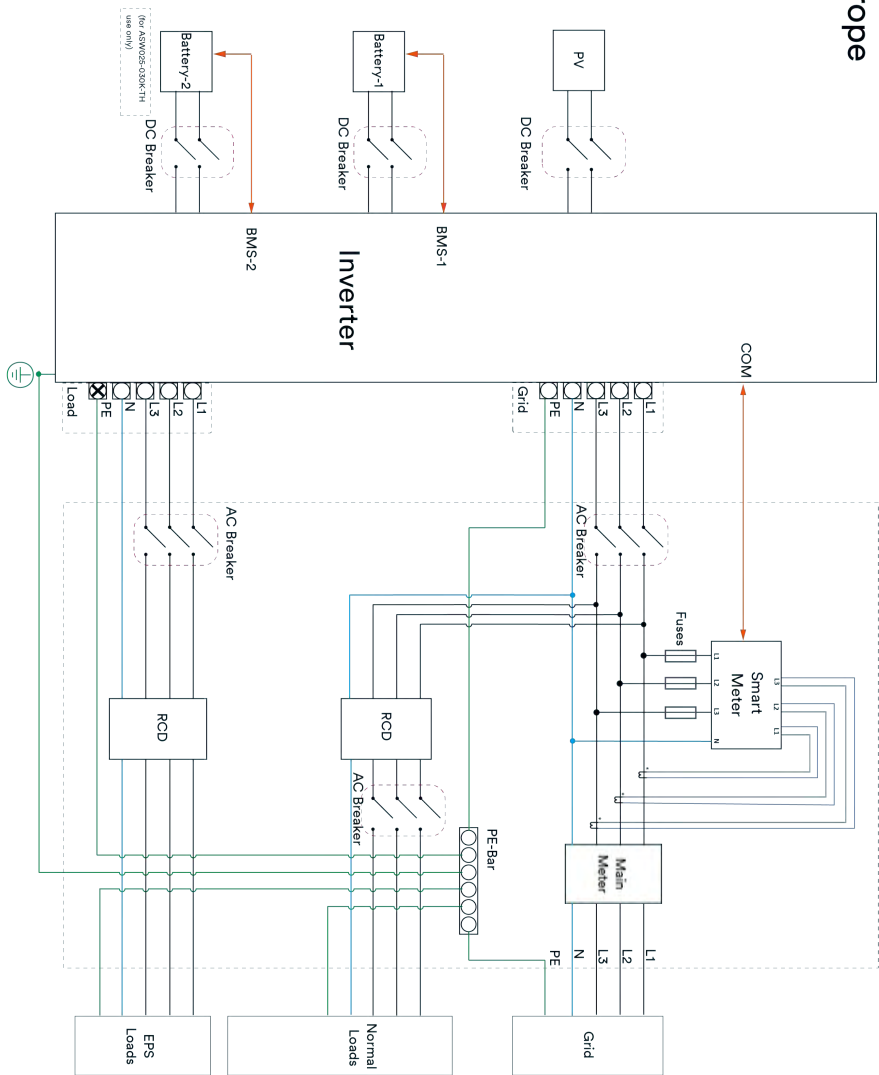 rope
PV
Battery-1
Battery-2
(for ASW025-030K-TH
use only)
DC Breaker
DC Breaker
DC Breaker
BMS-1
BMS-2
Inverter
COM
Grid
L1
L2
L3
N
PE
Load
L1
L2
L3
N
PE
AC Breaker
AC Breaker
Fuses
Smart
Meter
L1
L2
L3
N
L3
L2
L1
*
*
*
RCD
RCD
AC Breaker
PE-Bar
Main
Meter
L1
L2
L3
N
PE
Grid
Normal
Loads
EPS
Loads